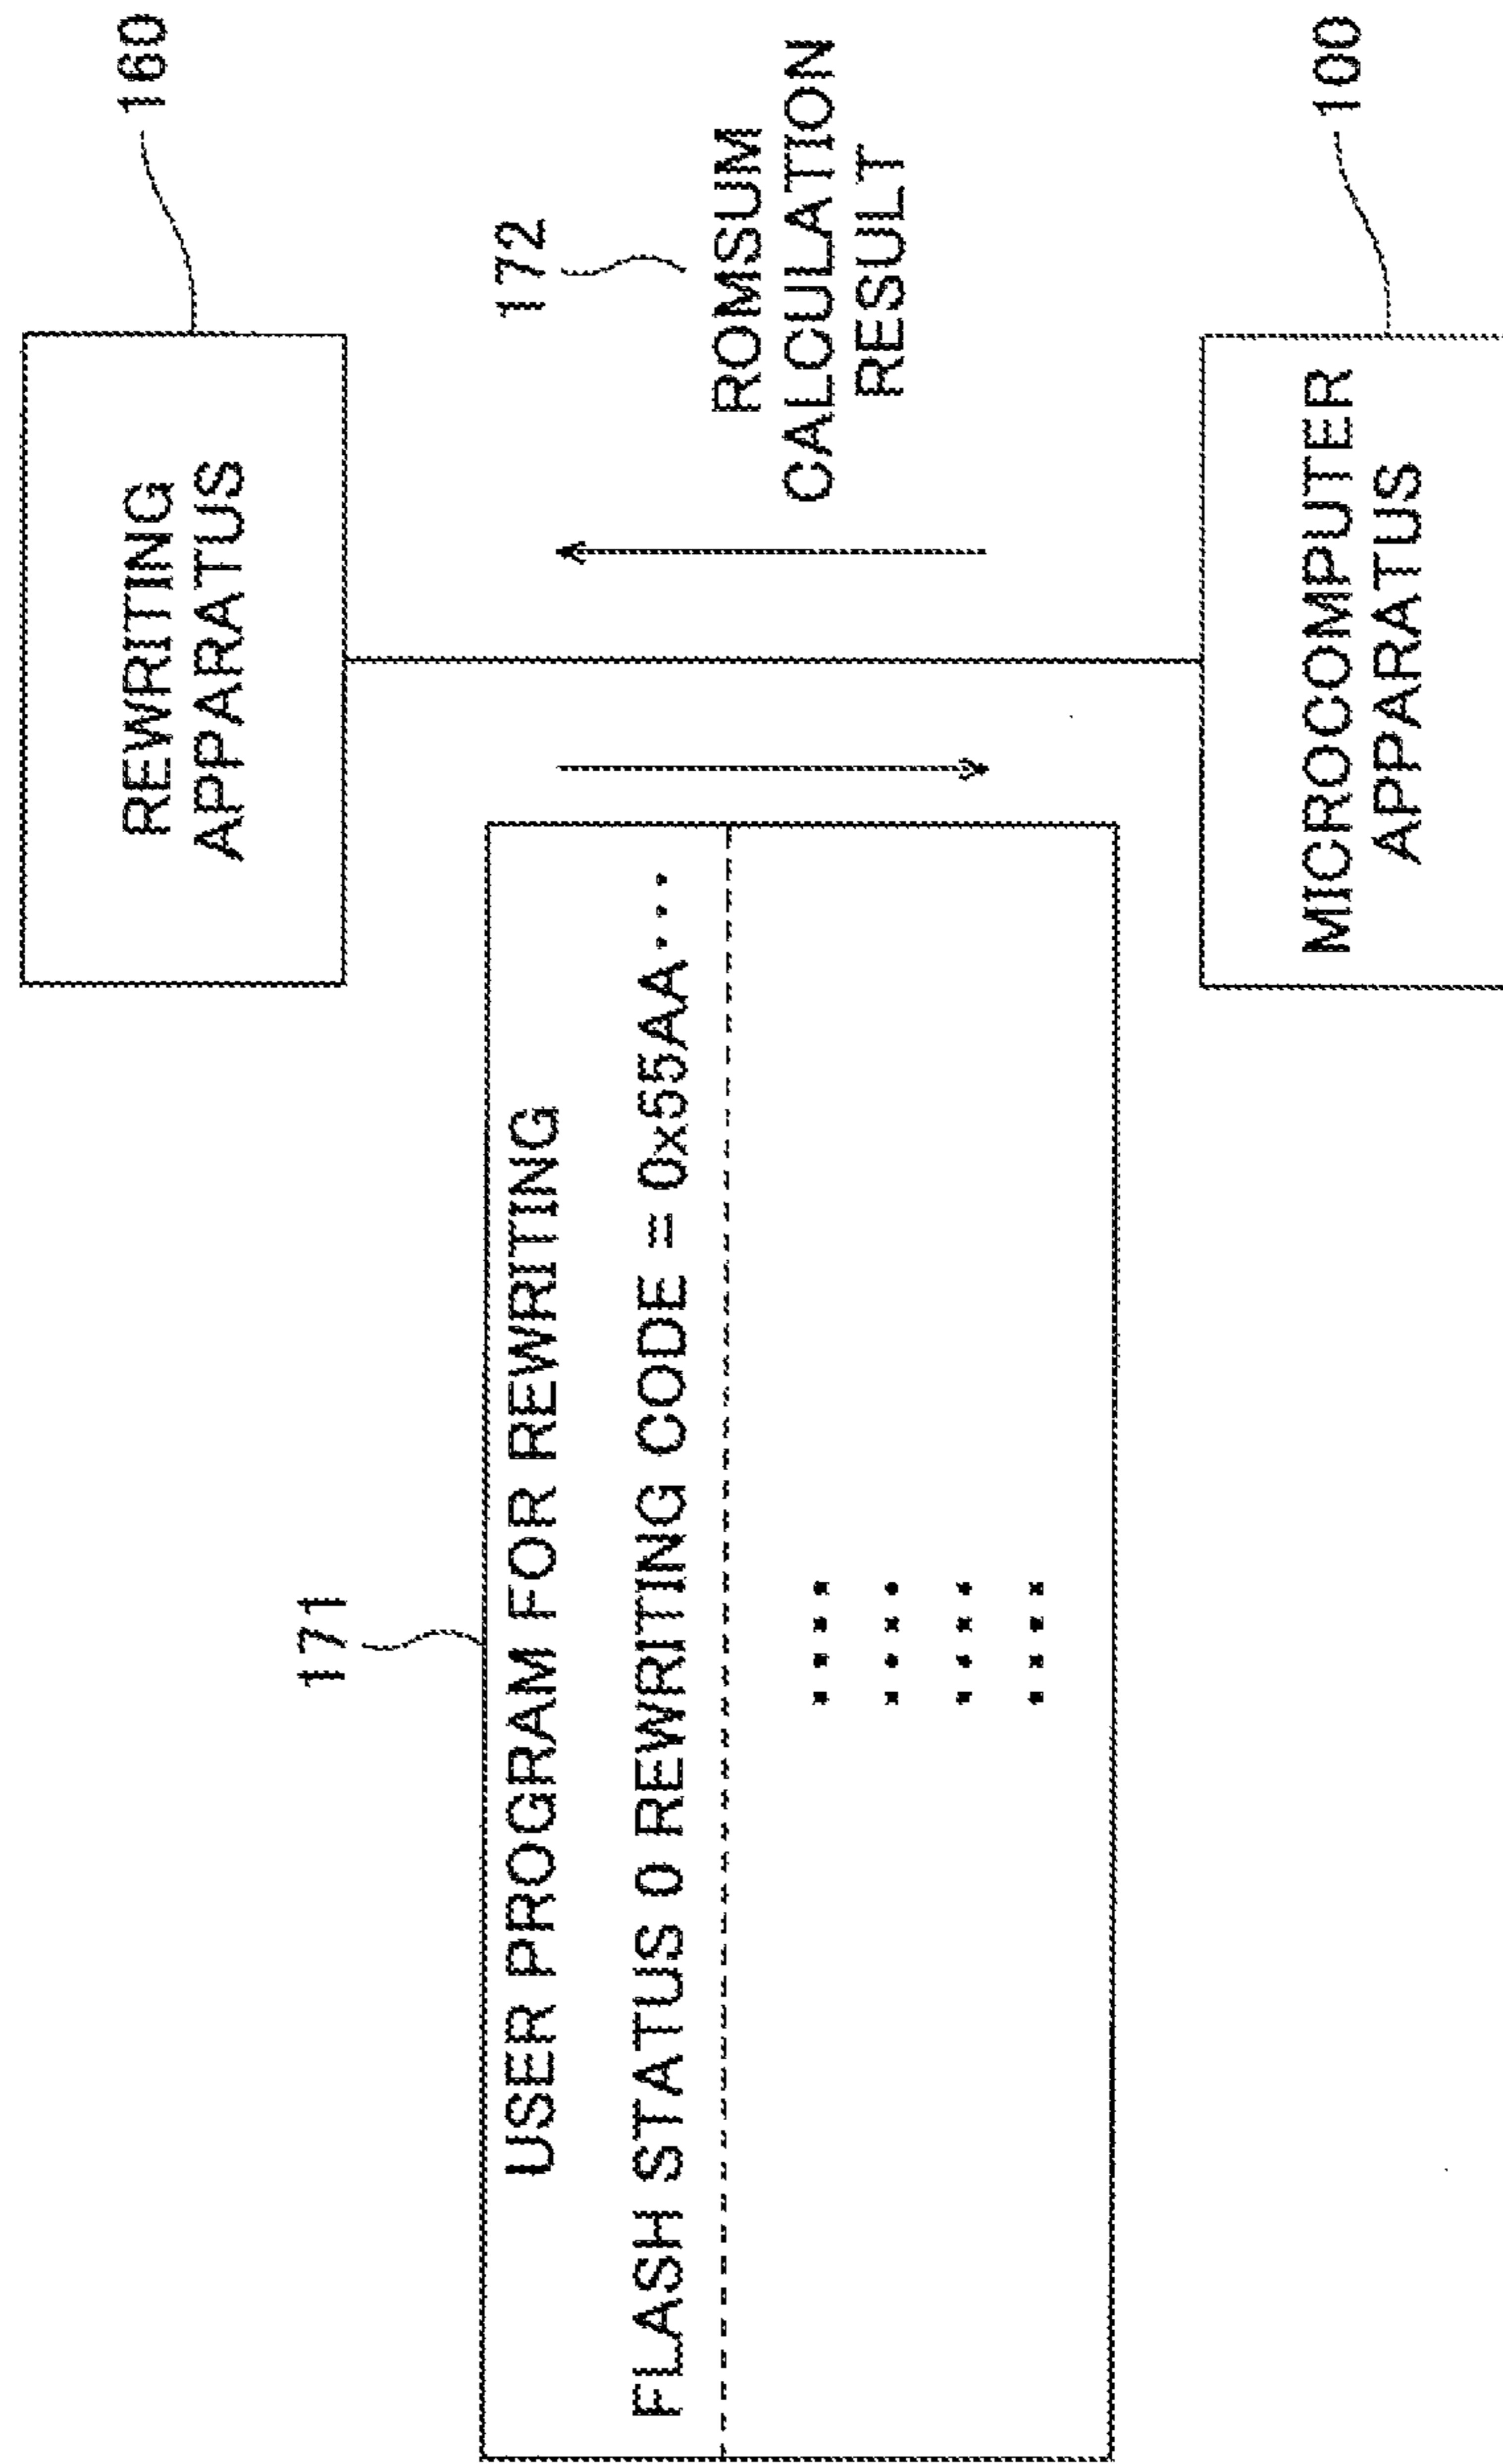 REWRITING
APPARATUS
160
171
USER PROGRAM FOR REWRITING
FLASH STATUS 0 REWRITING CODE = 0x55AA···
172
ROMSUM
CALCULATION
RESULT
MICROCOMPUTER
APPARATUS
100